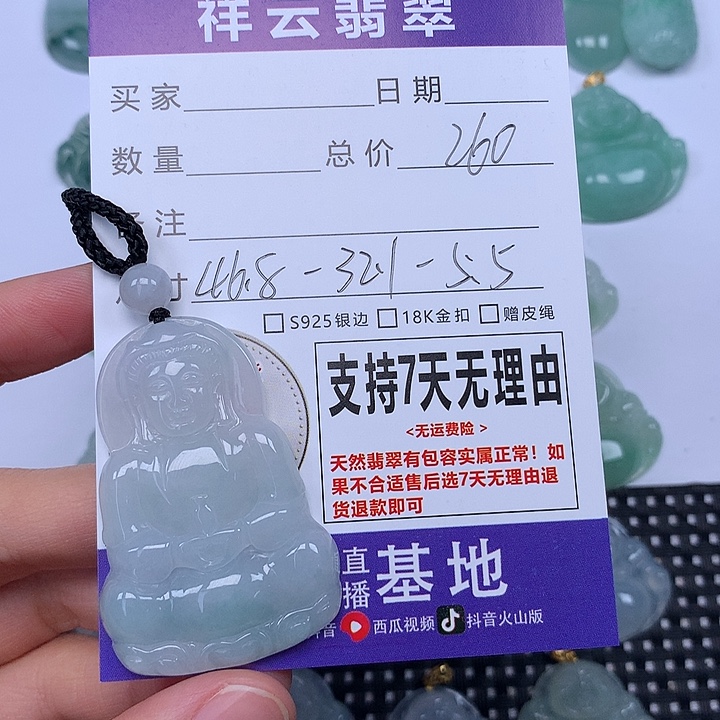 祥云翡翠
买家 日期
数量 总价 260
备注
寸 46.8-32.1-5.5
□S925银边 □18K金扣 □赠皮绳
支持7天无理由
<无运费险>
天然翡翠有包容实属正常！如
果不合适售后选7天无理由退
货退款即可
直播基地
音 西瓜视频 抖音火山版